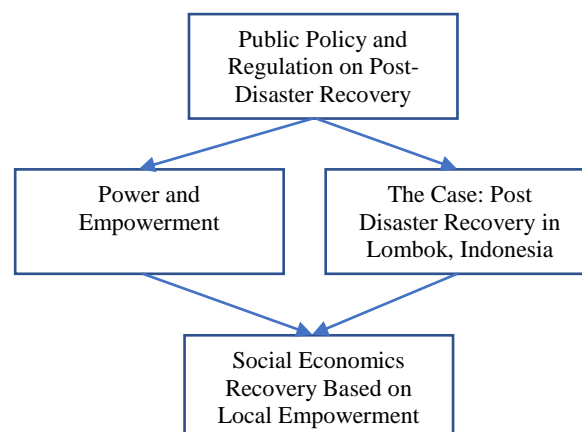 Public Policy and
Regulation on Post-
Disaster Recovery
Power and
Empowerment
The Case: Post
Disaster Recovery in
Lombok, Indonesia
Social Economics
Recovery Based on
Local Empowerment